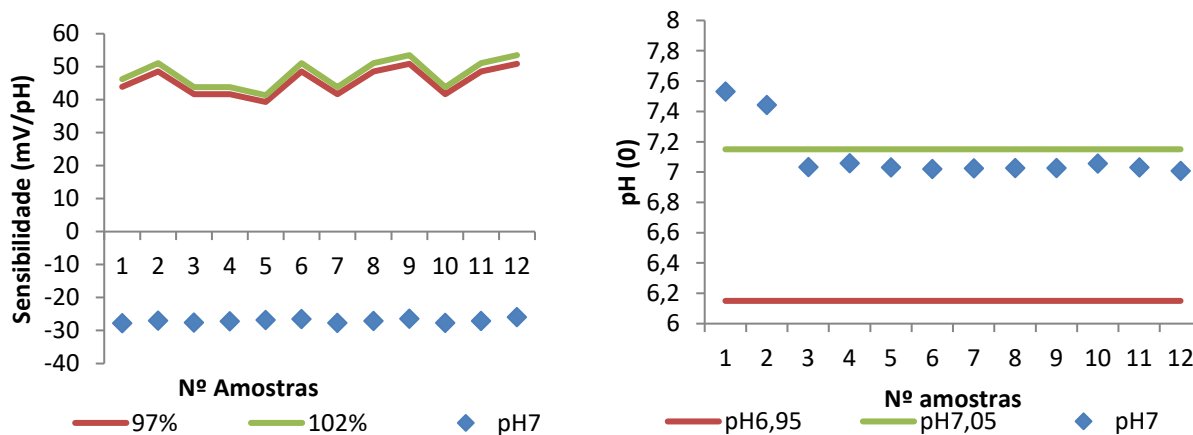 Sensibilidade (mV/pH)
60
50
40
30
20
10
0
-10
-20
-30
-40
1 2 3 4 5 6 7 8 9 10 11 12
Nº Amostras
97% 102% pH7
pH (0)
8
7,8
7,6
7,4
7,2
7
6,8
6,6
6,4
6,2
6
1 2 3 4 5 6 7 8 9 10 11 12
Nº amostras
pH6,95 pH7,05 pH7